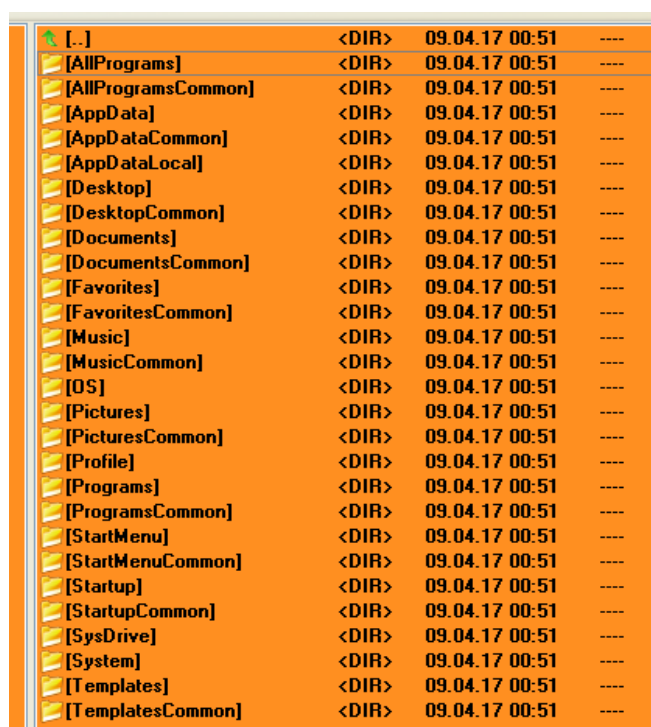 [..] <DIR> 09.04.17 00:51 ----
[AllPrograms] <DIR> 09.04.17 00:51 ----
[AllProgramsCommon] <DIR> 09.04.17 00:51 ----
[AppData] <DIR> 09.04.17 00:51 ----
[AppDataCommon] <DIR> 09.04.17 00:51 ----
[AppDataLocal] <DIR> 09.04.17 00:51 ----
[Desktop] <DIR> 09.04.17 00:51 ----
[DesktopCommon] <DIR> 09.04.17 00:51 ----
[Documents] <DIR> 09.04.17 00:51 ----
[DocumentsCommon] <DIR> 09.04.17 00:51 ----
[Favorites] <DIR> 09.04.17 00:51 ----
[FavoritesCommon] <DIR> 09.04.17 00:51 ----
[Music] <DIR> 09.04.17 00:51 ----
[MusicCommon] <DIR> 09.04.17 00:51 ----
[OS] <DIR> 09.04.17 00:51 ----
[Pictures] <DIR> 09.04.17 00:51 ----
[PicturesCommon] <DIR> 09.04.17 00:51 ----
[Profile] <DIR> 09.04.17 00:51 ----
[Programs] <DIR> 09.04.17 00:51 ----
[ProgramsCommon] <DIR> 09.04.17 00:51 ----
[StartMenu] <DIR> 09.04.17 00:51 ----
[StartMenuCommon] <DIR> 09.04.17 00:51 ----
[Startup] <DIR> 09.04.17 00:51 ----
[StartupCommon] <DIR> 09.04.17 00:51 ----
[SysDrive] <DIR> 09.04.17 00:51 ----
[System] <DIR> 09.04.17 00:51 ----
[Templates] <DIR> 09.04.17 00:51 ----
[TemplatesCommon] <DIR> 09.04.17 00:51 ----